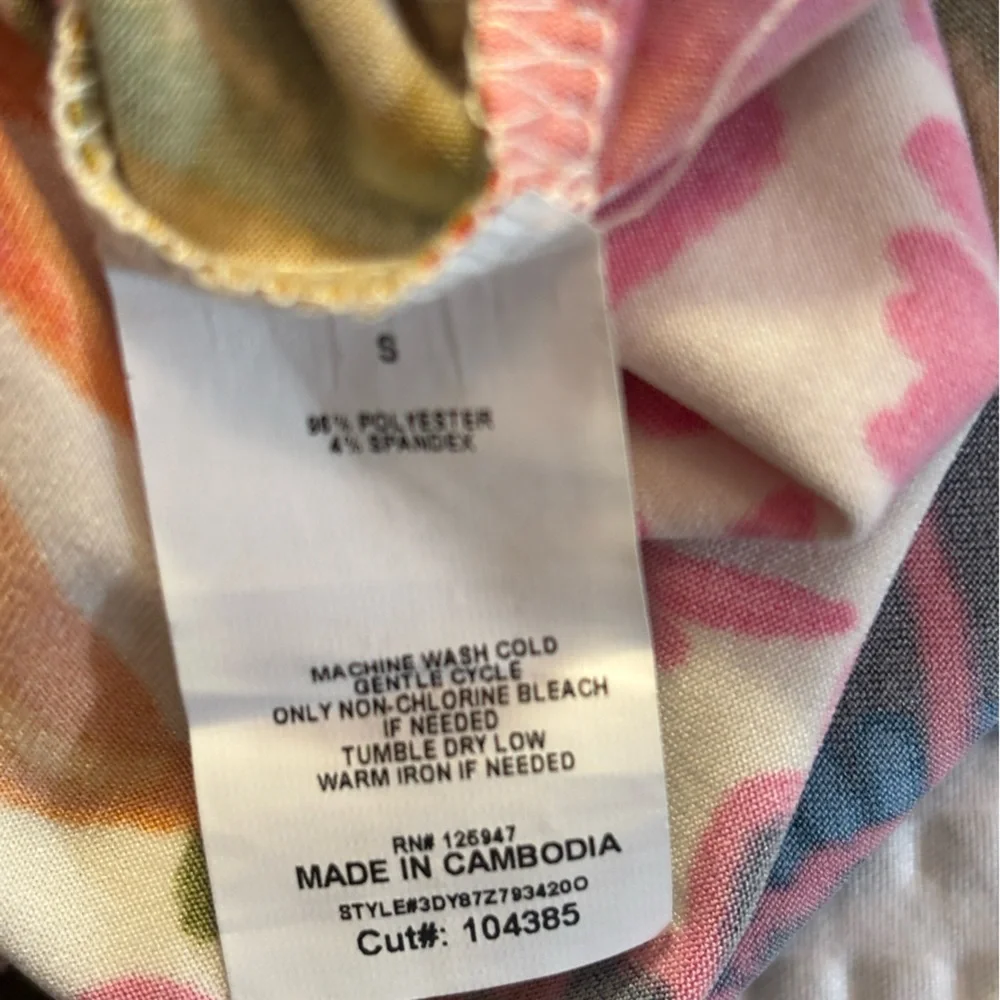 S
96% POLYESTER
4% SPANDEX
MACHINE WASH COLD
GENTLE CYCLE
ONLY NON-CHLORINE BLEACH
IF NEEDED
TUMBLE DRY LOW
WARM IRON IF NEEDED
RN# 125947
MADE IN CAMBODIA
STYLE#3DY87Z793420O
Cut#: 104385